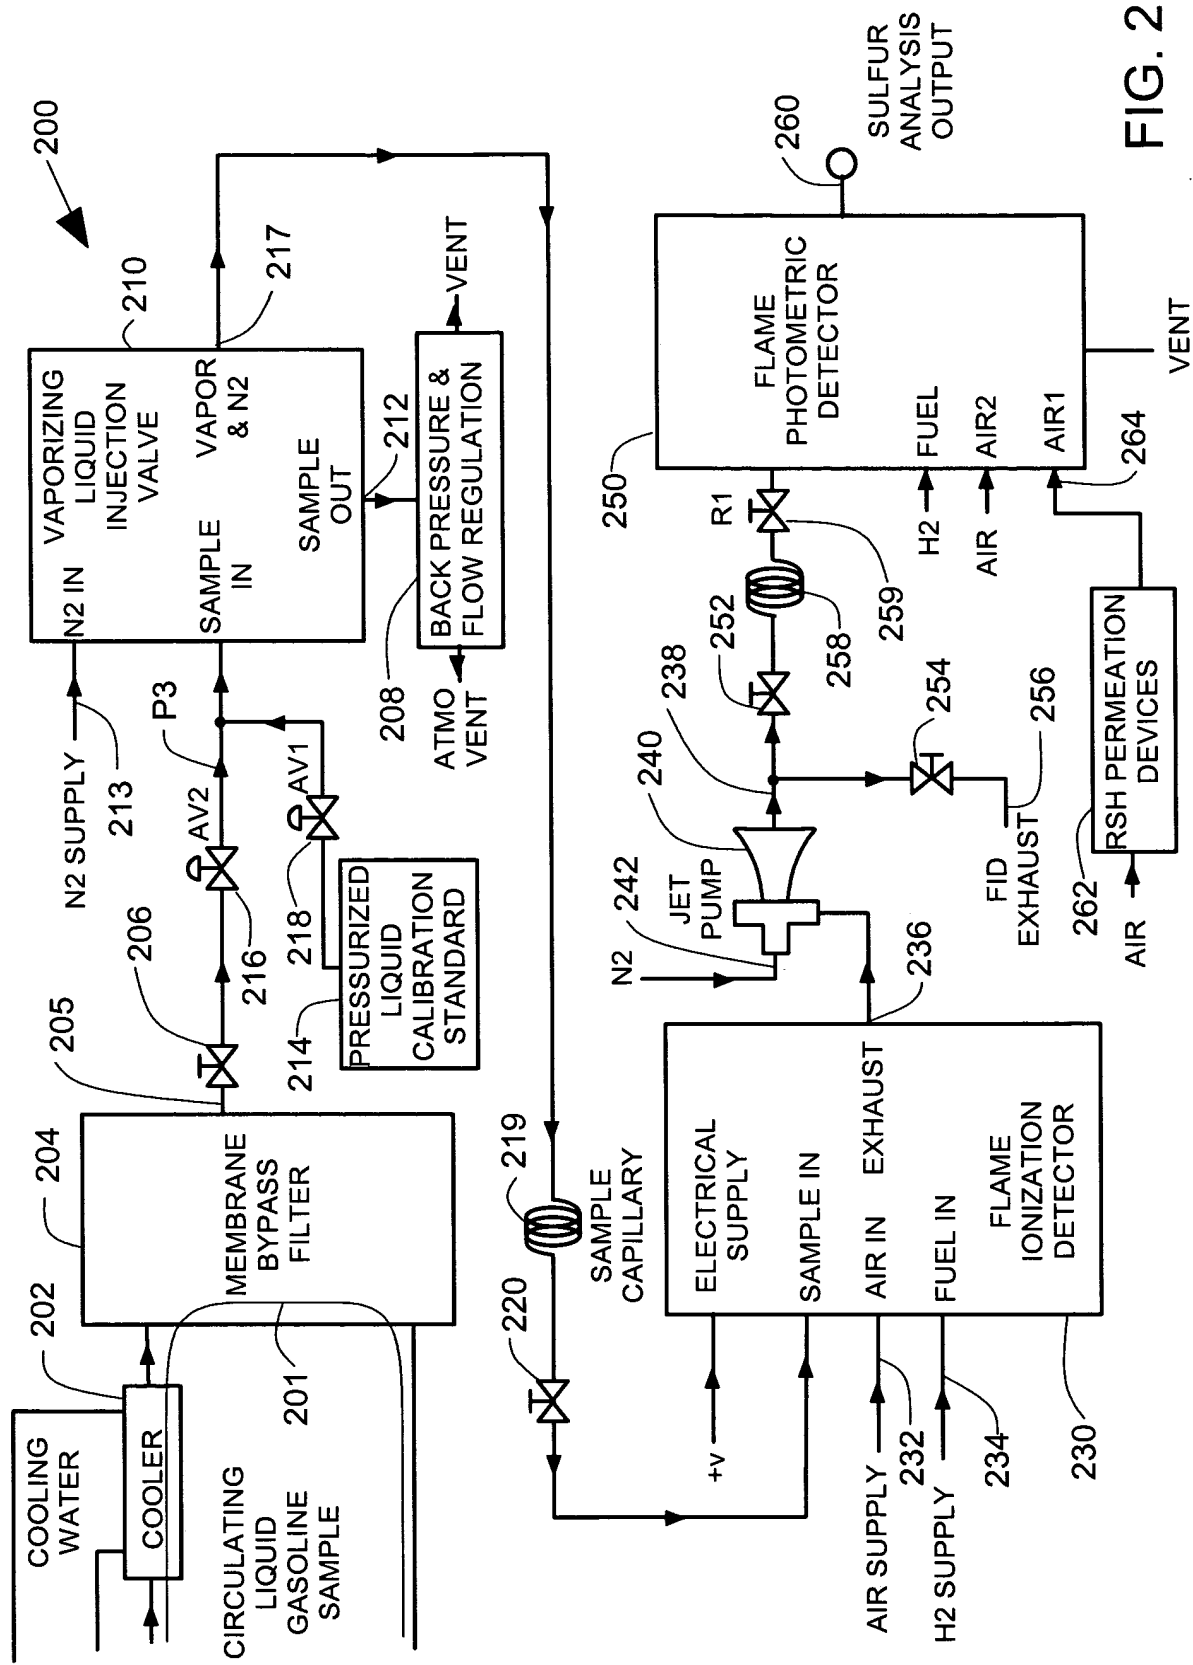 200
COOLING
WATER
202
COOLER
204
205
206
N2 SUPPLY
213
P3
AV2
N2 IN
VAPORIZING
LIQUID
INJECTION
VALVE
210
SAMPLE
IN
VAPOR
& N2
217
SAMPLE
OUT
212
MEMBRANE
BYPASS
FILTER
201
CIRCULATING
LIQUID
GASOLINE
SAMPLE
216
218
AV1
214
PRESSURIZED
LIQUID
CALIBRATION
STANDARD
208
ATMO
VENT
BACK PRESSURE &
FLOW REGULATION
VENT
220
219
SAMPLE
CAPILLARY
+v
ELECTRICAL
SUPPLY
SAMPLE IN
AIR SUPPLY
232
AIR IN
EXHAUST
H2 SUPPLY
234
FUEL IN
FLAME
IONIZATION
DETECTOR
230
236
N2
242
JET
PUMP
240
238
252
258
R1
259
254
FID
EXHAUST
256
250
FLAME
PHOTOMETRIC
DETECTOR
H2
FUEL
AIR
AIR2
AIR1
264
260
SULFUR
ANALYSIS
OUTPUT
VENT
AIR
262
RSH PERMEATION
DEVICES
FIG. 2